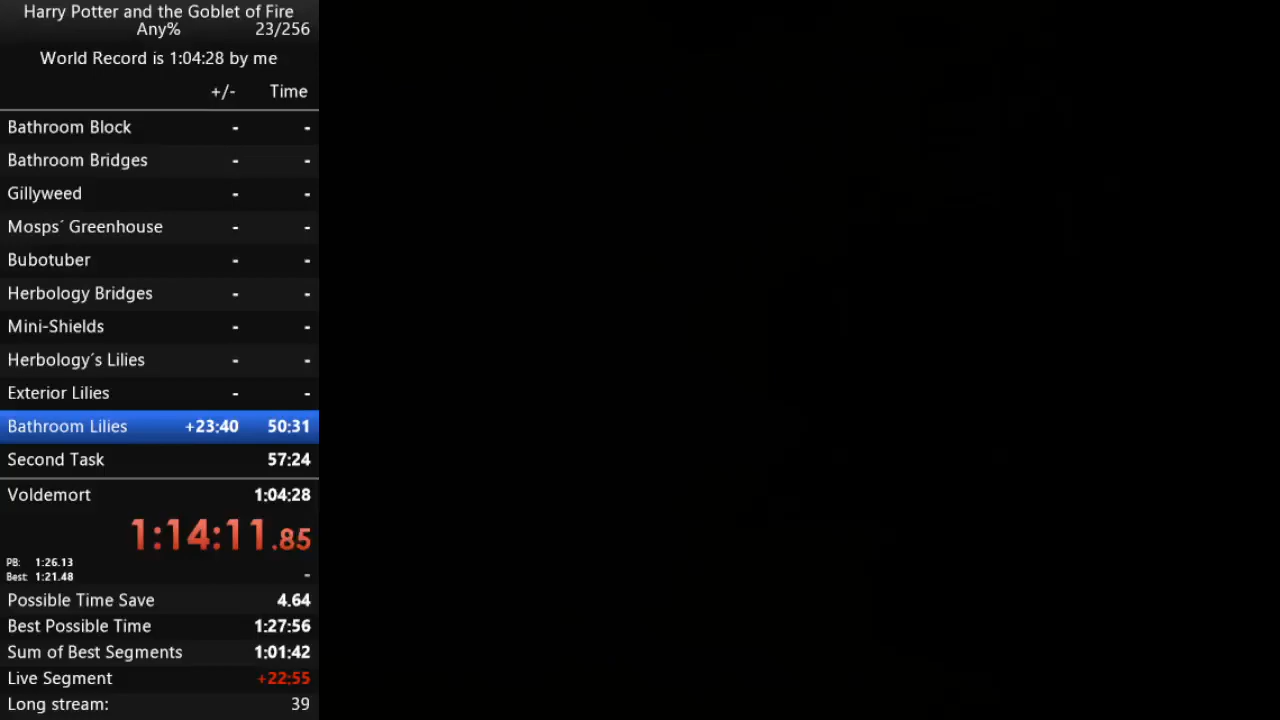 Harry Potter and the Goblet of Fire
Any% 23/256
World Record is 1:04:28 by me
+/- Time
Bathroom Block - -
Bathroom Bridges - -
Gillyweed - -
Mosps´ Greenhouse - -
Bubotuber - -
Herbology Bridges - -
Mini-Shields - -
Herbology´s Lilies - -
Exterior Lilies - -
Bathroom Lilies +23:40 50:31
Second Task 57:24
Voldemort 1:04:28
1:14:11.85
PB: 1:26.13
Best: 1:21.48 -
Possible Time Save 4.64
Best Possible Time 1:27:56
Sum of Best Segments 1:01:42
Live Segment +22:55
Long stream: 39